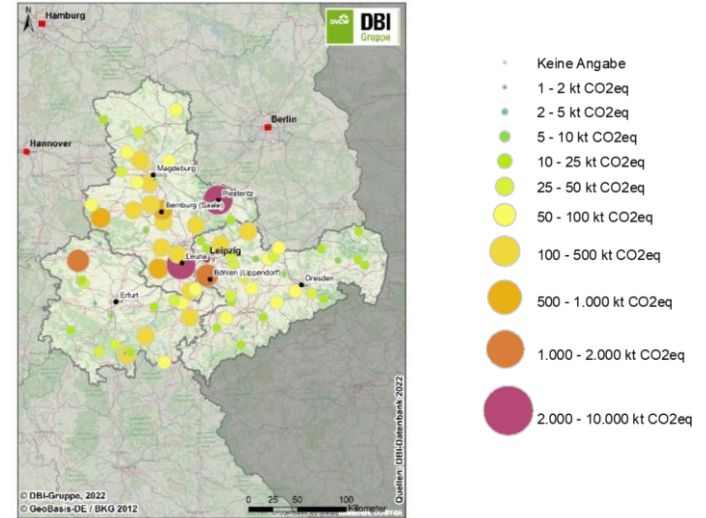 N
Hamburg
DVGW
DBI
Gruppe
Berlin
Hannover
Magdeburg
Piesteritz
Bernburg (Saale)
Leipzig
Leuna
Böhlen (Lippendorf)
Dresden
Erfurt
Quellen: DBI-Datenbank 2022
© DBI-Gruppe, 2022
© GeoBasis-DE / BKG 2012
0 25 50 100
Kilometer
Keine Angabe
1 - 2 kt CO2eq
2 - 5 kt CO2eq
5 - 10 kt CO2eq
10 - 25 kt CO2eq
25 - 50 kt CO2eq
50 - 100 kt CO2eq
100 - 500 kt CO2eq
500 - 1.000 kt CO2eq
1.000 - 2.000 kt CO2eq
2.000 - 10.000 kt CO2eq